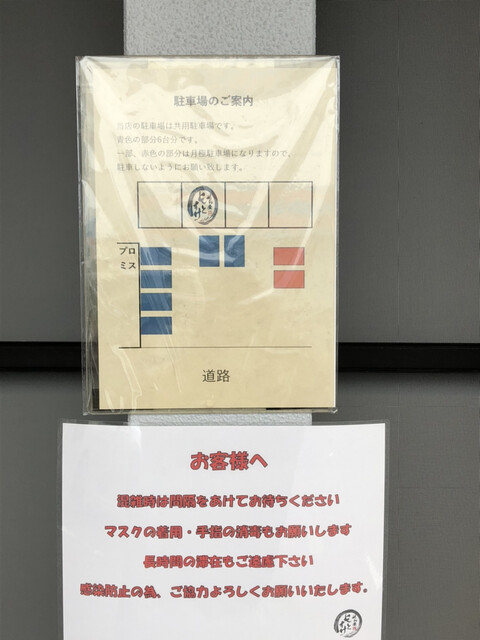 駐車場のご案内
当店の駐車場は共用駐車場です。
青色の部分6台分です。
一部、赤色の部分は月極駐車場になりますので、
駐車しないようにお願い致します。
プロ
ミス
道路
お客様へ
混雑時は間隔をあけてお待ちください
マスクの着用・手指の消毒もお願いします
長時間の滞在もご遠慮下さい
感染防止の為、ご協力よろしくお願いいたします。